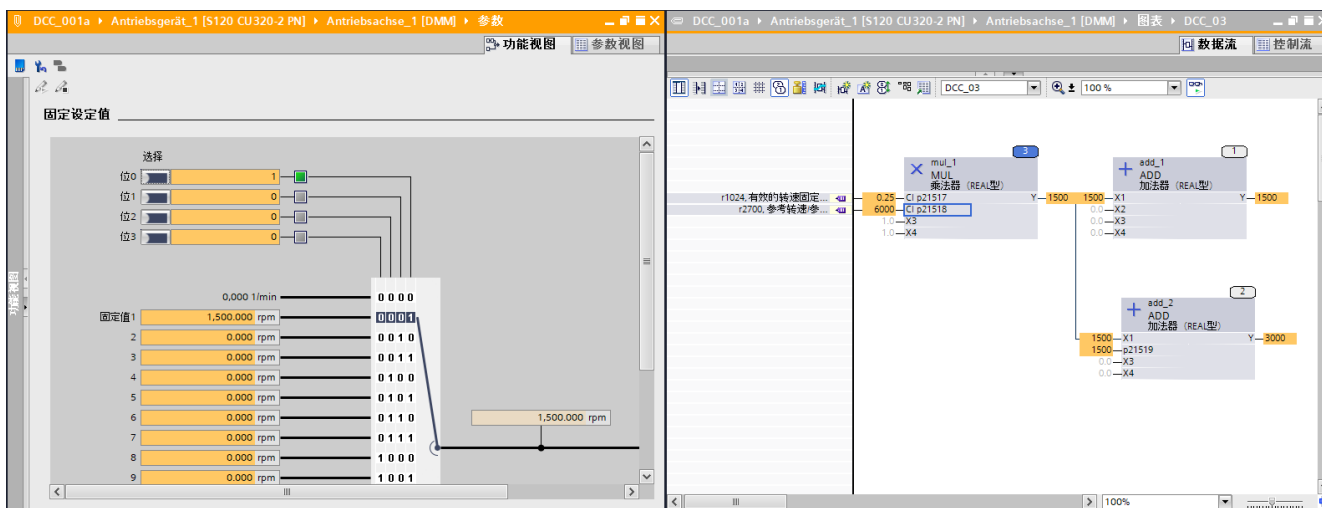 DCC_001a ▸ Antriebsgerät_1 [S120 CU320-2 PN] ▸ Antriebsachse_1 [DMM] ▸ 参数
功能视图 参数视图
固定设定值
选择
位0 1
位1 0
位2 0
位3 0
0,000 1/min 0 0 0 0
固定值1 1,500.000 rpm 0 0 0 1
2 0.000 rpm 0 0 1 0
3 0.000 rpm 0 0 1 1
4 0.000 rpm 0 1 0 0
5 0.000 rpm 0 1 0 1
6 0.000 rpm 0 1 1 0
7 0.000 rpm 0 1 1 1
8 0.000 rpm 1 0 0 0
9 0.000 rpm 1 0 0 1
1,500.000 rpm
功能视图
DCC_001a ▸ Antriebsgerät_1 [S120 CU320-2 PN] ▸ Antriebsachse_1 [DMM] ▸ 图表 ▸ DCC_03
数据流 控制流
DCC_03 100 %
3
mul_1
MUL
乘法器（REAL型）
r1024, 有效的转速固定... 0.25 CI p21517 Y 1500
r2700, 参考转速/参... 6000 CI p21518
1.0 X3
1.0 X4
1
add_1
ADD
加法器（REAL型）
1500 X1 Y 1500
0.0 X2
0.0 X3
0.0 X4
2
add_2
ADD
加法器（REAL型）
1500 X1 Y 3000
1500 p21519
0.0 X3
0.0 X4
100%